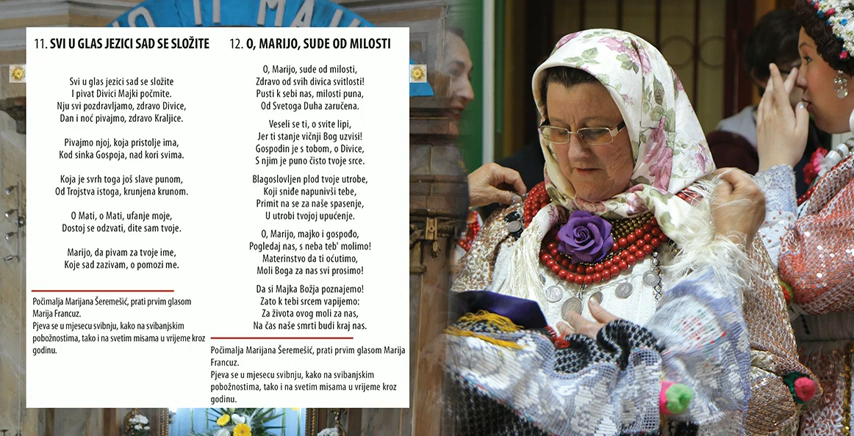 11. SVI U GLAS JEZICI SAD SE SLOŽITE
Svi u glas jezici sad se složite
I pivat Divici Majki počmite.
Nju svi pozdravljamo, zdravo Divice,
Dan i noć pivajmo, zdravo Kraljice.
Pivajmo njoj, koja pristolje ima,
Kod sinka Gospoja, nad kori svima.
Koja je svrh toga još slave punom,
Od Trojstva istoga, krunjena krunom.
O Mati, o Mati, ufanje moje,
Dostoj se odzvati, dite sam tvoje.
Marijo, da pivam za tvoje ime,
Koje sad zazivam, o pomozi me.
Počimalja Marijana Šeremešić, prati prvim glasom
Marija Francuz.
Pjeva se u mjesecu svibnju, kako na svibanjskim
pobožnostima, tako i na svetim misama u vrijeme kroz
godinu.
12. O, MARIJO, SUDE OD MILOSTI
O, Marijo, sude od milosti,
Zdravo od svih divica svitlosti!
Pusti k sebi nas, milosti puna,
Od Svetoga Duha zaručena.
Veseli se ti, o svite lipi,
Jer ti stanje vičnji Bog uzvisi!
Gospodin je s tobom, o Divice,
S njim je puno čisto tvoje srce.
Blagoslovljen plod tvoje utrobe,
Koji sniđe napunivši tebe,
Primit na se za naše spasenje,
U utrobi tvojoj upućenje.
O, Marijo, majko i gospođo,
Pogledaj nas, s neba teb' molimo!
Materinstvo da ti oćutimo,
Moli Boga za nas svi prosimo!
Da si Majka Božja poznajemo!
Zato k tebi srcem vapijemo:
Za života ovog moli za nas,
Na čas naše smrti budi kraj nas.
Počimalja Marijana Šeremešić, prati prvim glasom Marija
Francuz.
Pjeva se u mjesecu svibnju, kako na svibanjskim
pobožnostima, tako i na svetim misama u vrijeme kroz
godinu.